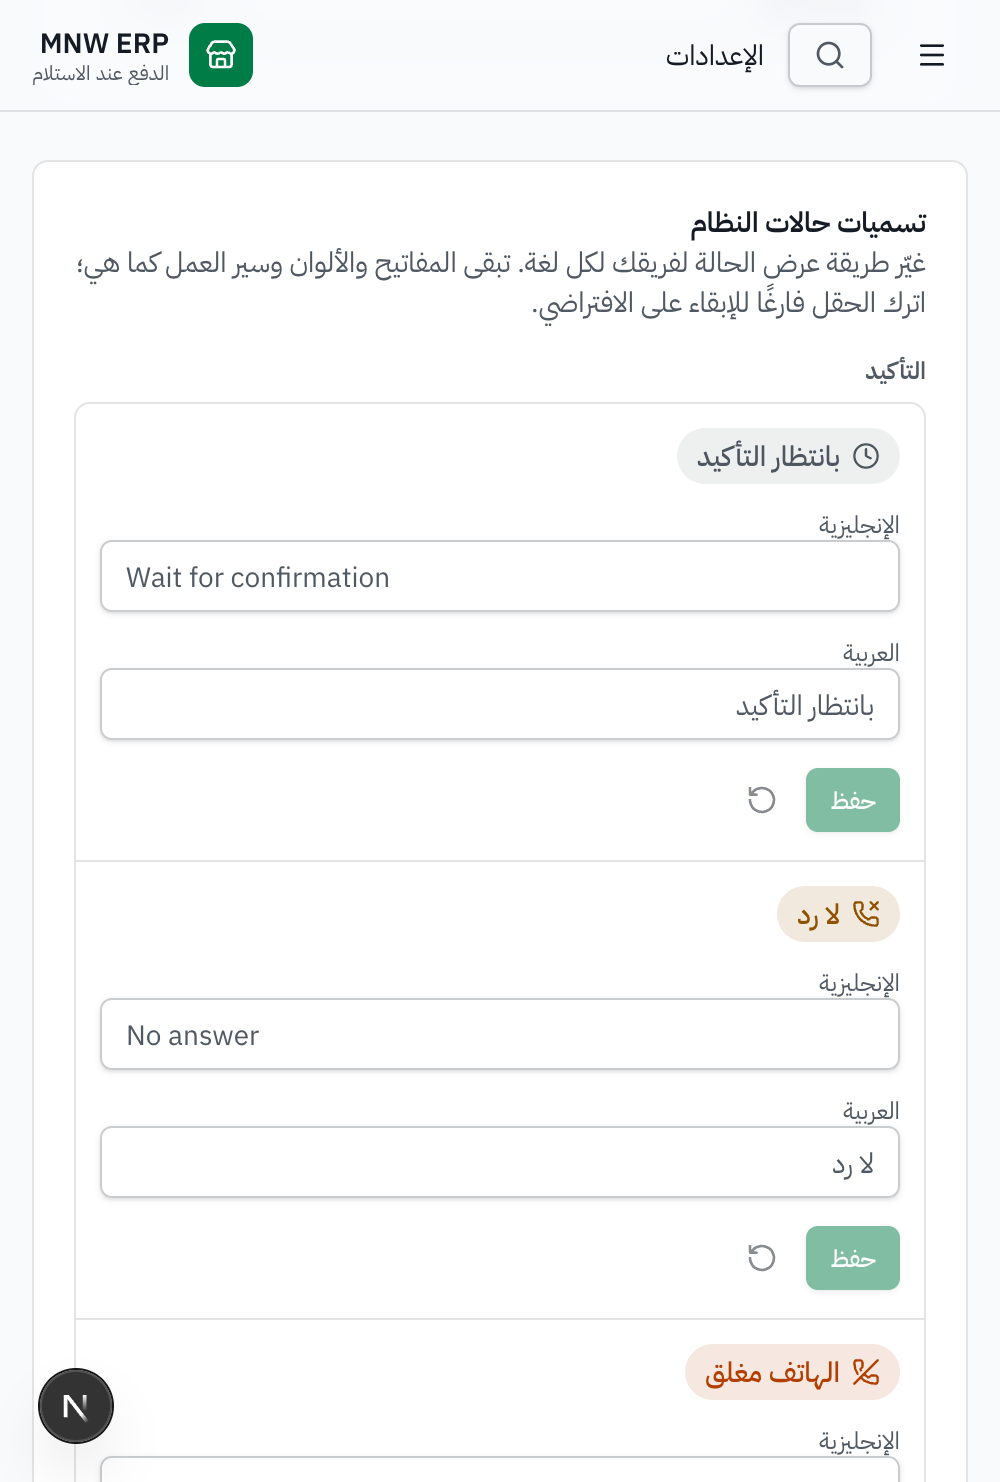 الإعدادات
MNW ERP
الدفع عند الاستلام
تسميات حالات النظام
غيّر طريقة عرض الحالة لفريقك لكل لغة. تبقى المفاتيح والألوان وسير العمل كما هي؛
اترك الحقل فارغًا للإبقاء على الافتراضي.
التأكيد
بانتظار التأكيد
الإنجليزية
Wait for confirmation
العربية
بانتظار التأكيد
حفظ
لا رد
الإنجليزية
No answer
العربية
لا رد
حفظ
الهاتف مغلق
الإنجليزية
N